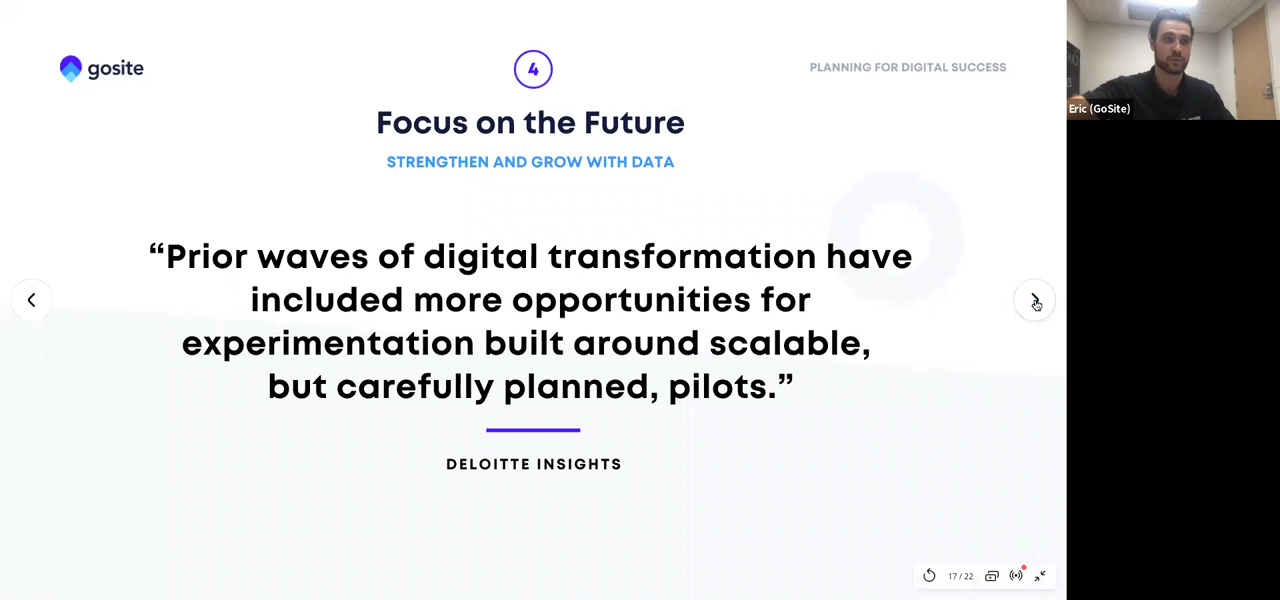 gosite
4
PLANNING FOR DIGITAL SUCCESS
Eric (GoSite)
Focus on the Future
STRENGTHEN AND GROW WITH DATA
“Prior waves of digital transformation have
included more opportunities for
experimentation built around scalable,
but carefully planned, pilots.”
DELOITTE INSIGHTS
17 / 22